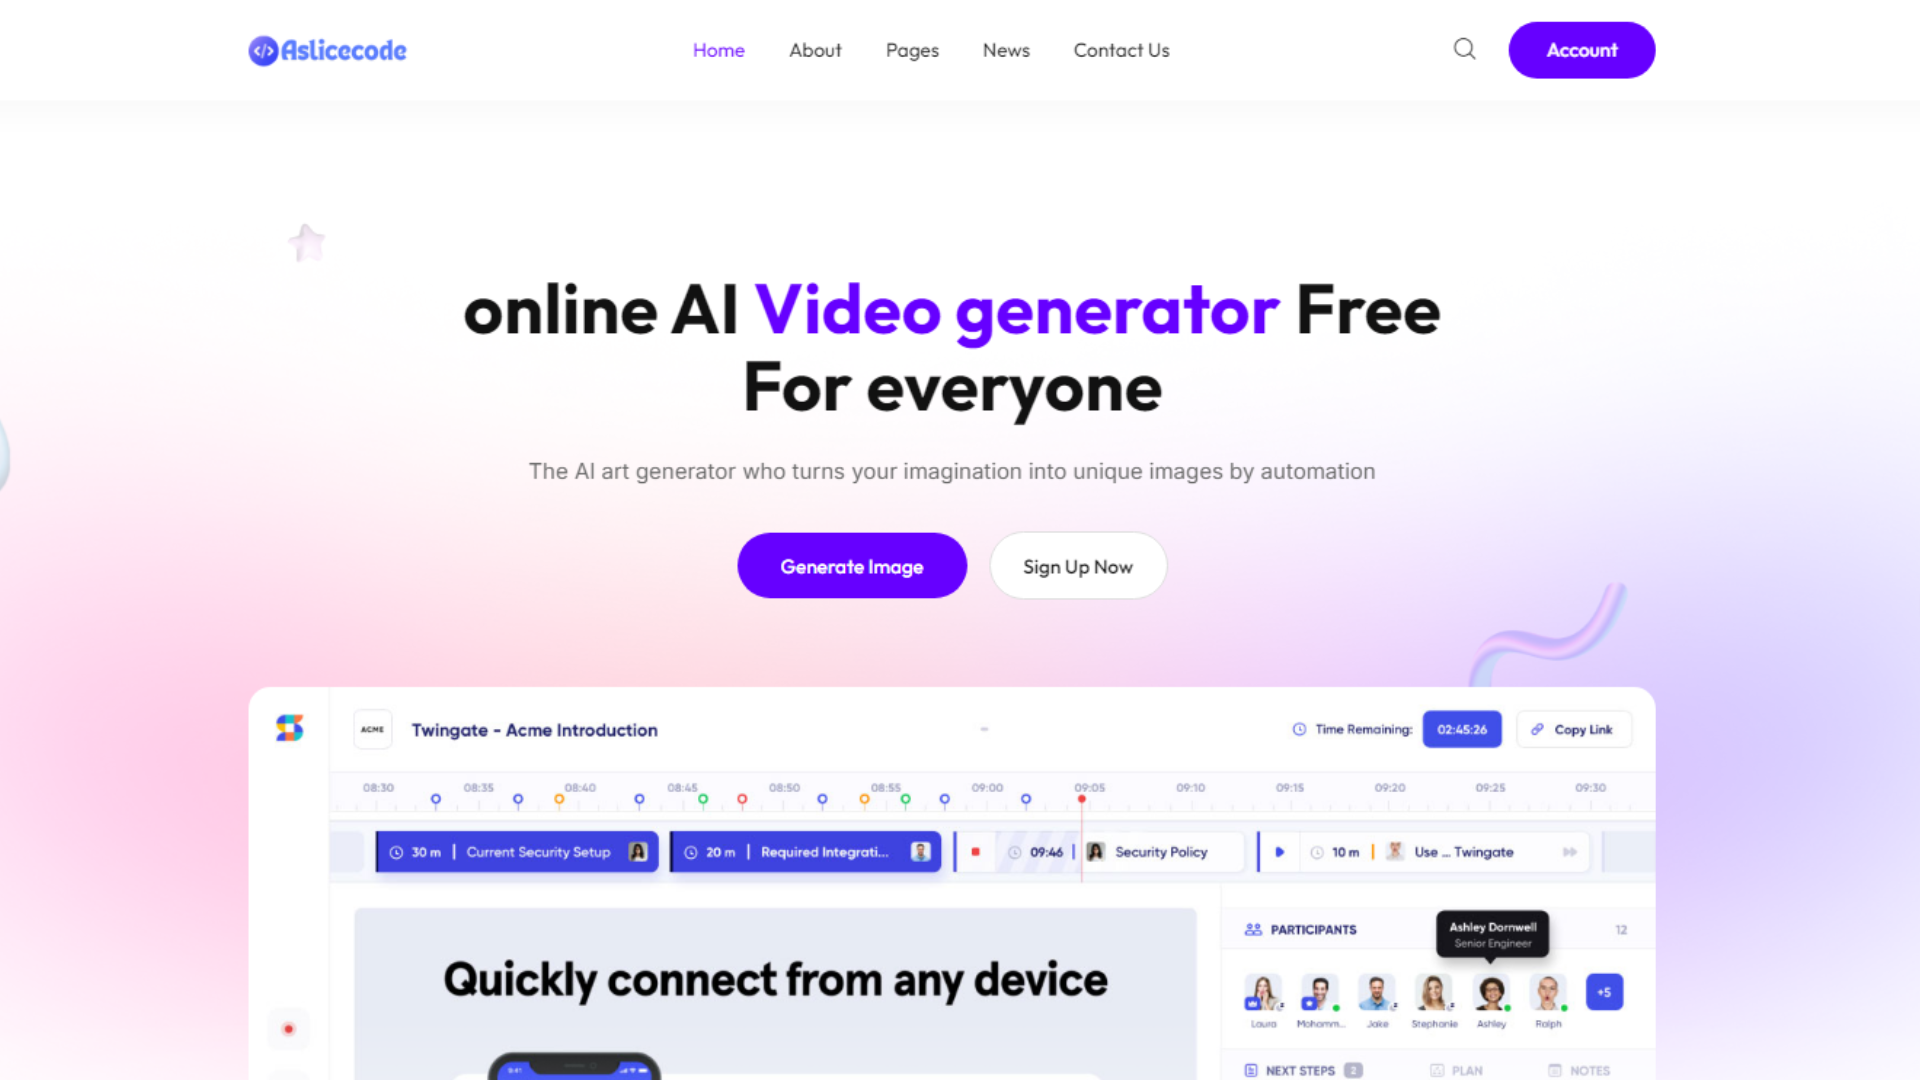 Aslicecode
Home About Pages News Contact Us
Account
online AI Video generator Free
For everyone
The AI art generator who turns your imagination into unique images by automation
Generate Image Sign Up Now
ACME Twingate - Acme Introduction Time Remaining: 02:45:26 Copy Link
08:30 08:35 08:40 08:45 08:50 08:55 09:00 09:05 09:10 09:15 09:20 09:25 09:30
30 m | Current Security Setup 20 m | Required Integrati... 09:46 | Security Policy 10 m | Use ... Twingate
Quickly connect from any device
9:41
PARTICIPANTS 12
Ashley Dornwell
Senior Engineer
+5
Laura Mohamm... Jake Stephanie Ashley Ralph
NEXT STEPS 2 PLAN NOTES